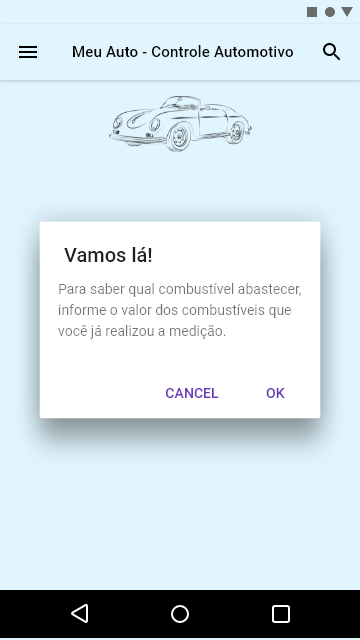 Meu Auto - Controle Automotivo
Vamos lá!
Para saber qual combustível abastecer,
informe o valor dos combustíveis que
você já realizou a medição.
CANCEL OK